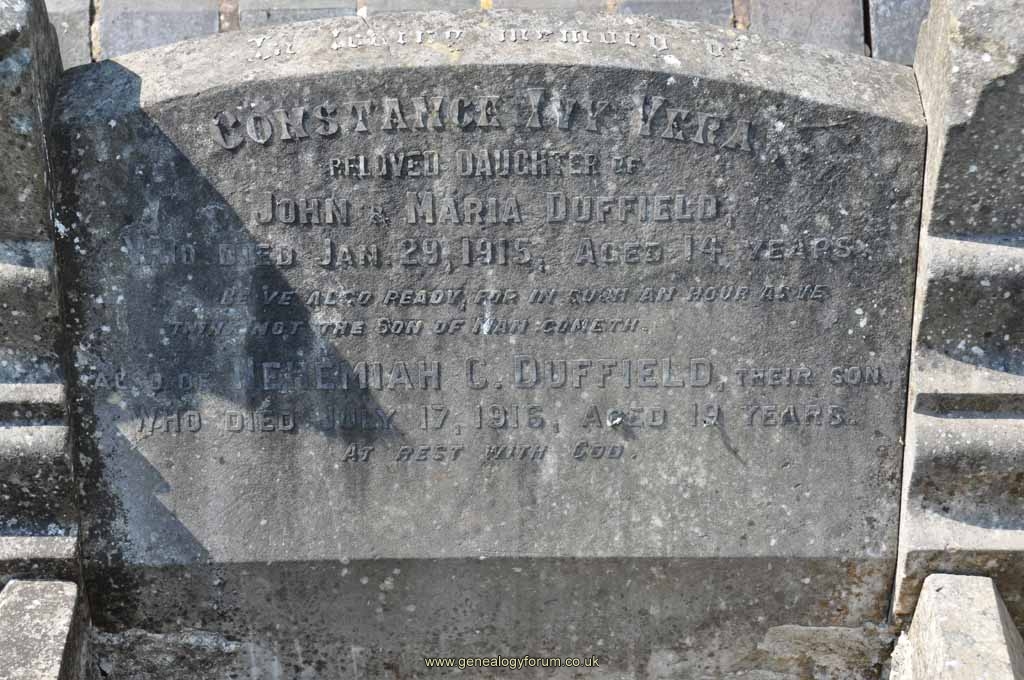 In loving memory of
CONSTANCE IVY VERA,
BELOVED DAUGHTER OF
JOHN & MARIA DUFFIELD,
WHO DIED JAN. 29, 1915, AGED 14 YEARS.
BE YE ALSO READY, FOR IN SUCH AN HOUR AS YE
THINK NOT THE SON OF MAN COMETH.
ALSO OF NEHEMIAH C. DUFFIELD, THEIR SON,
WHO DIED JULY 17, 1916, AGED 19 YEARS.
AT REST WITH GOD.
www.genealogyforum.co.uk